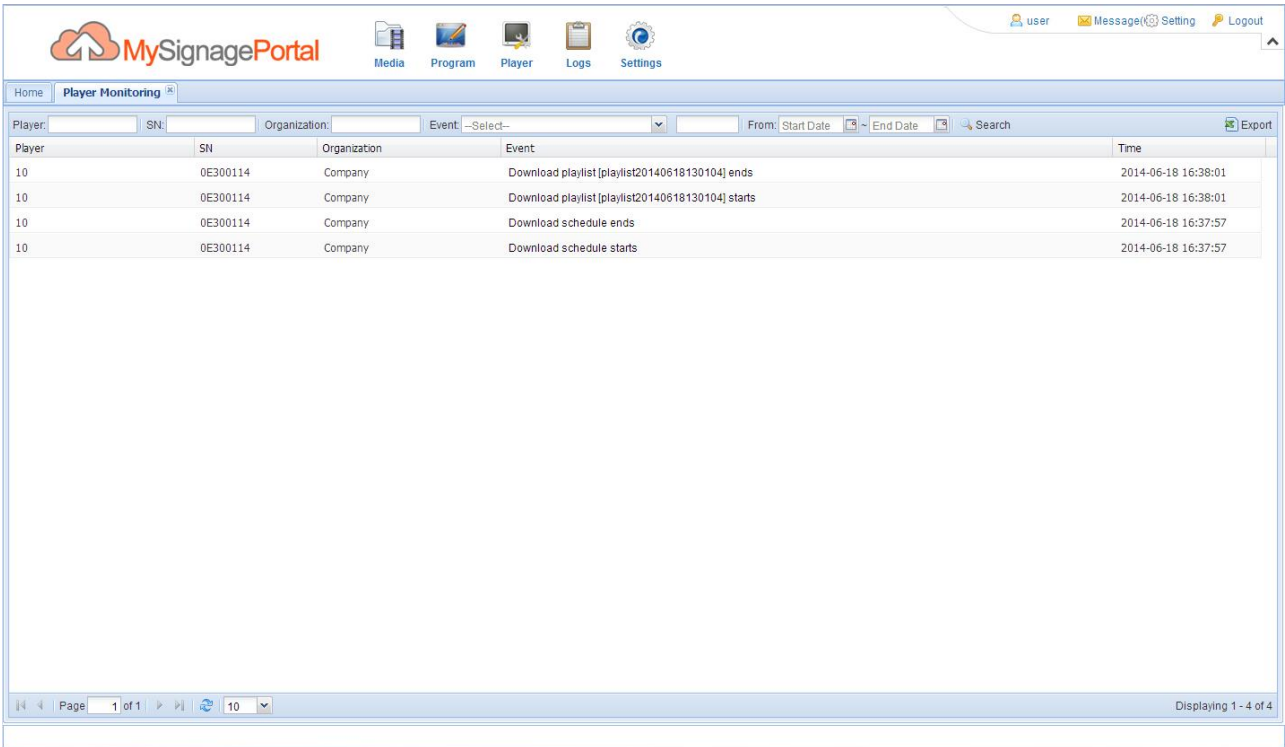 user Message( Setting Logout
MySignagePortal
Media Program Player Logs Settings
Home Player Monitoring
Player: SN: Organization: Event: --Select-- From: Start Date ~ End Date Search Export
Player SN Organization Event Time
10 0E300114 Company Download playlist [playlist20140618130104] ends 2014-06-18 16:38:01
10 0E300114 Company Download playlist [playlist20140618130104] starts 2014-06-18 16:38:01
10 0E300114 Company Download schedule ends 2014-06-18 16:37:57
10 0E300114 Company Download schedule starts 2014-06-18 16:37:57
Page 1 of 1 10 Displaying 1 - 4 of 4